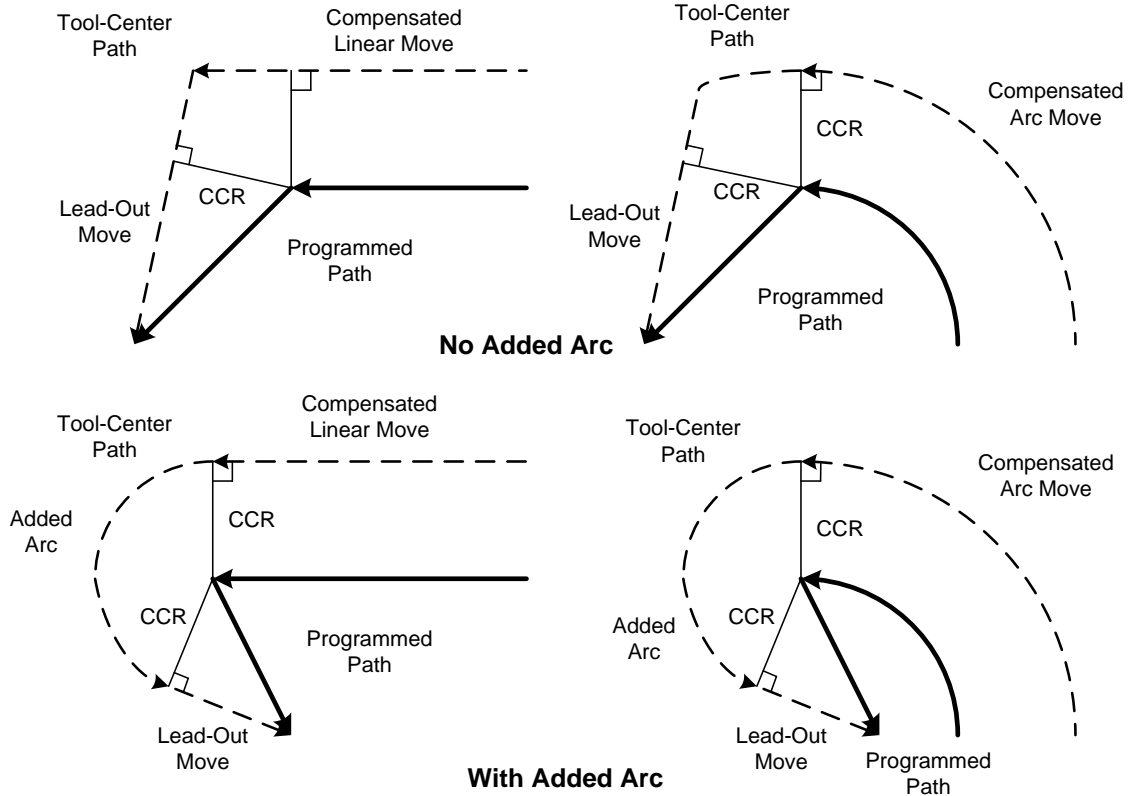 Tool-Center
Path
Compensated
Linear Move
CCR
Lead-Out
Move
Programmed
Path
Tool-Center
Path
Compensated
Arc Move
CCR
CCR
Lead-Out
Move
Programmed
Path
No Added Arc
Tool-Center
Path
Compensated
Linear Move
Added
Arc
CCR
CCR
Programmed
Path
Lead-Out
Move
Tool-Center
Path
Compensated
Arc Move
CCR
CCR
Added
Arc
Lead-Out
Move
Programmed
Path
With Added Arc